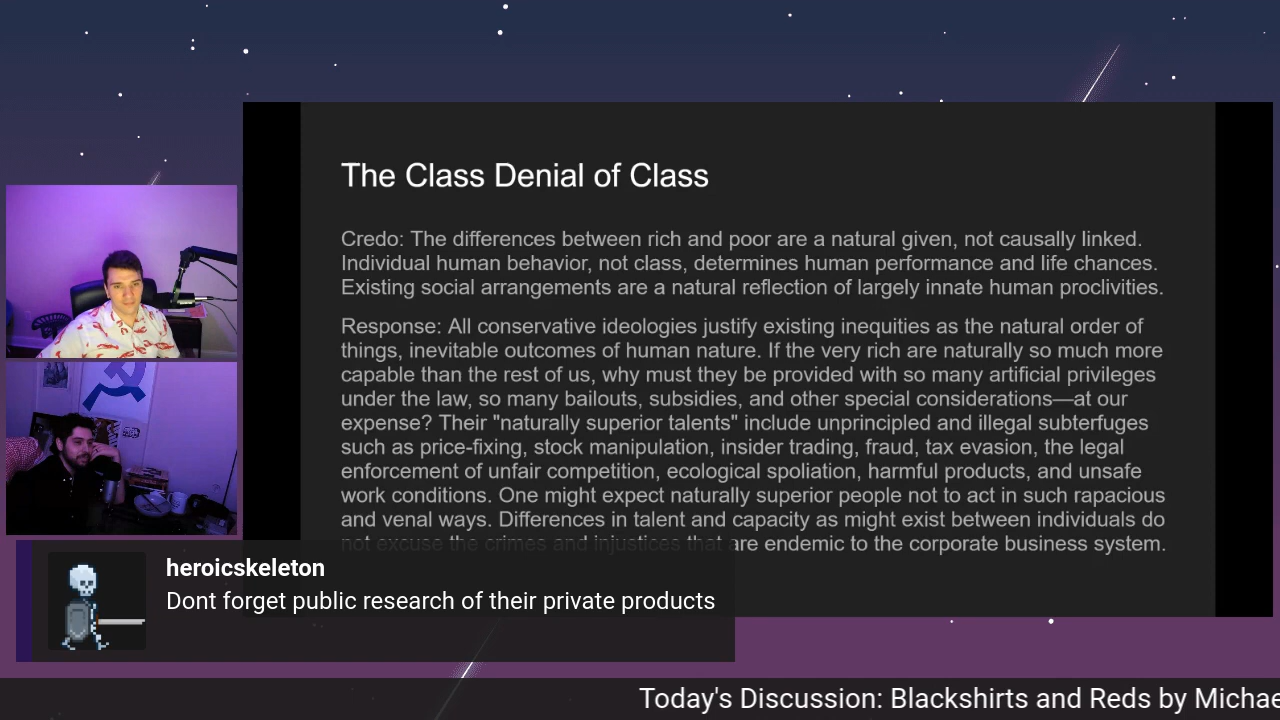 The Class Denial of Class
Credo: The differences between rich and poor are a natural given, not causally linked.
Individual human behavior, not class, determines human performance and life chances.
Existing social arrangements are a natural reflection of largely innate human proclivities.
Response: All conservative ideologies justify existing inequities as the natural order of
things, inevitable outcomes of human nature. If the very rich are naturally so much more
capable than the rest of us, why must they be provided with so many artificial privileges
under the law, so many bailouts, subsidies, and other special considerations—at our
expense? Their "naturally superior talents" include unprincipled and illegal subterfuges
such as price-fixing, stock manipulation, insider trading, fraud, tax evasion, the legal
enforcement of unfair competition, ecological spoliation, harmful products, and unsafe
work conditions. One might expect naturally superior people not to act in such rapacious
and venal ways. Differences in talent and capacity as might exist between individuals do
not excuse the crimes and injustices that are endemic to the corporate business system.
heroicskeleton
Dont forget public research of their private products
Today's Discussion: Blackshirts and Reds by Michae